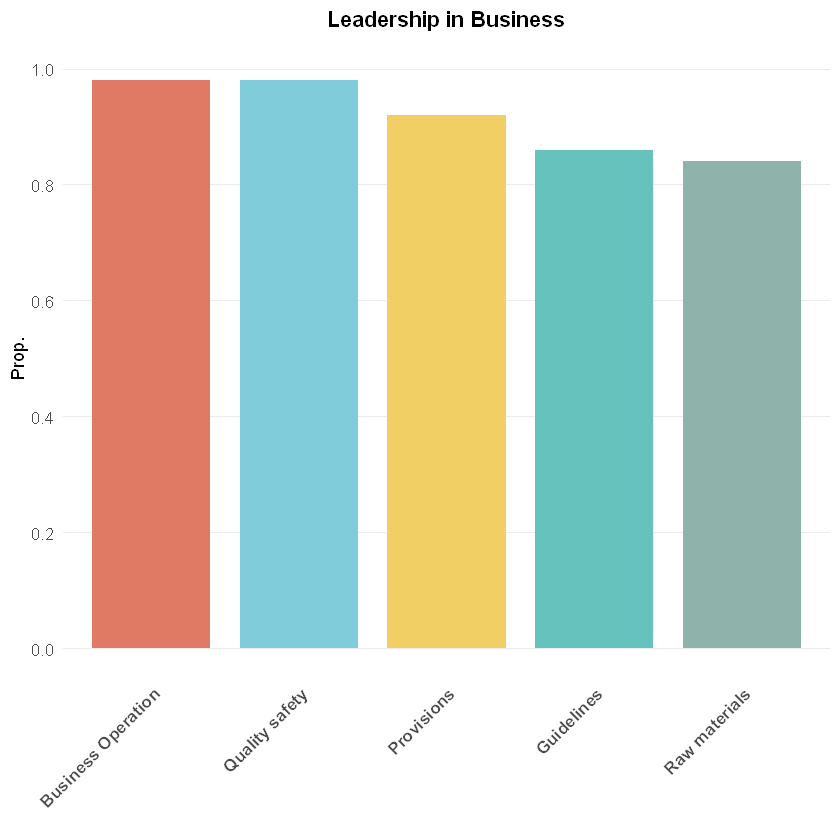 Leadership in Business
Prop.
1.0
0.8
0.6
0.4
0.2
0.0
Business Operation
Quality safety
Provisions
Guidelines
Raw materials